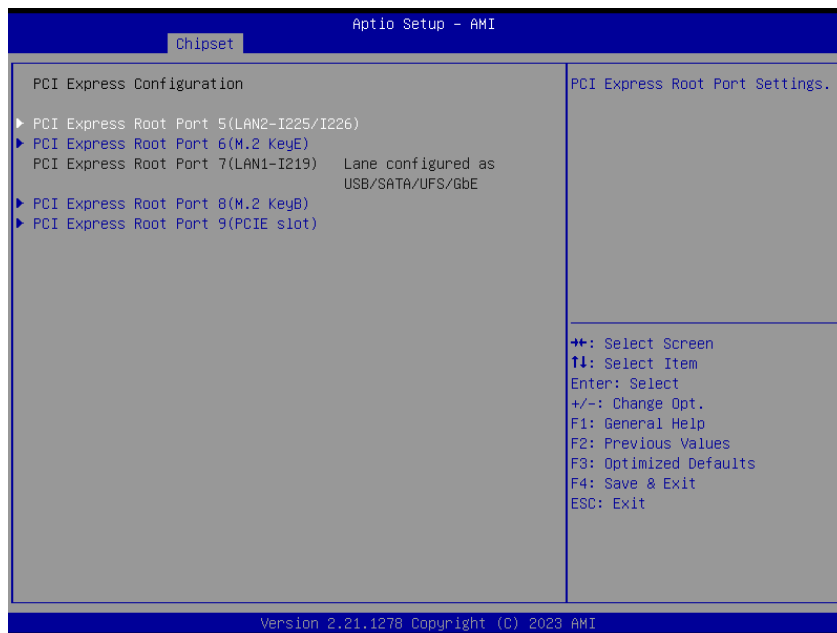 Aptio Setup – AMI
Chipset
PCI Express Configuration
PCI Express Root Port 5(LAN2-I225/I226)
PCI Express Root Port 6(M.2 KeyE)
PCI Express Root Port 7(LAN1-I219) Lane configured as
USB/SATA/UFS/GbE
PCI Express Root Port 8(M.2 KeyB)
PCI Express Root Port 9(PCIE slot)
PCI Express Root Port Settings.
→←: Select Screen
↑↓: Select Item
Enter: Select
+/-: Change Opt.
F1: General Help
F2: Previous Values
F3: Optimized Defaults
F4: Save & Exit
ESC: Exit
Version 2.21.1278 Copyright (C) 2023 AMI